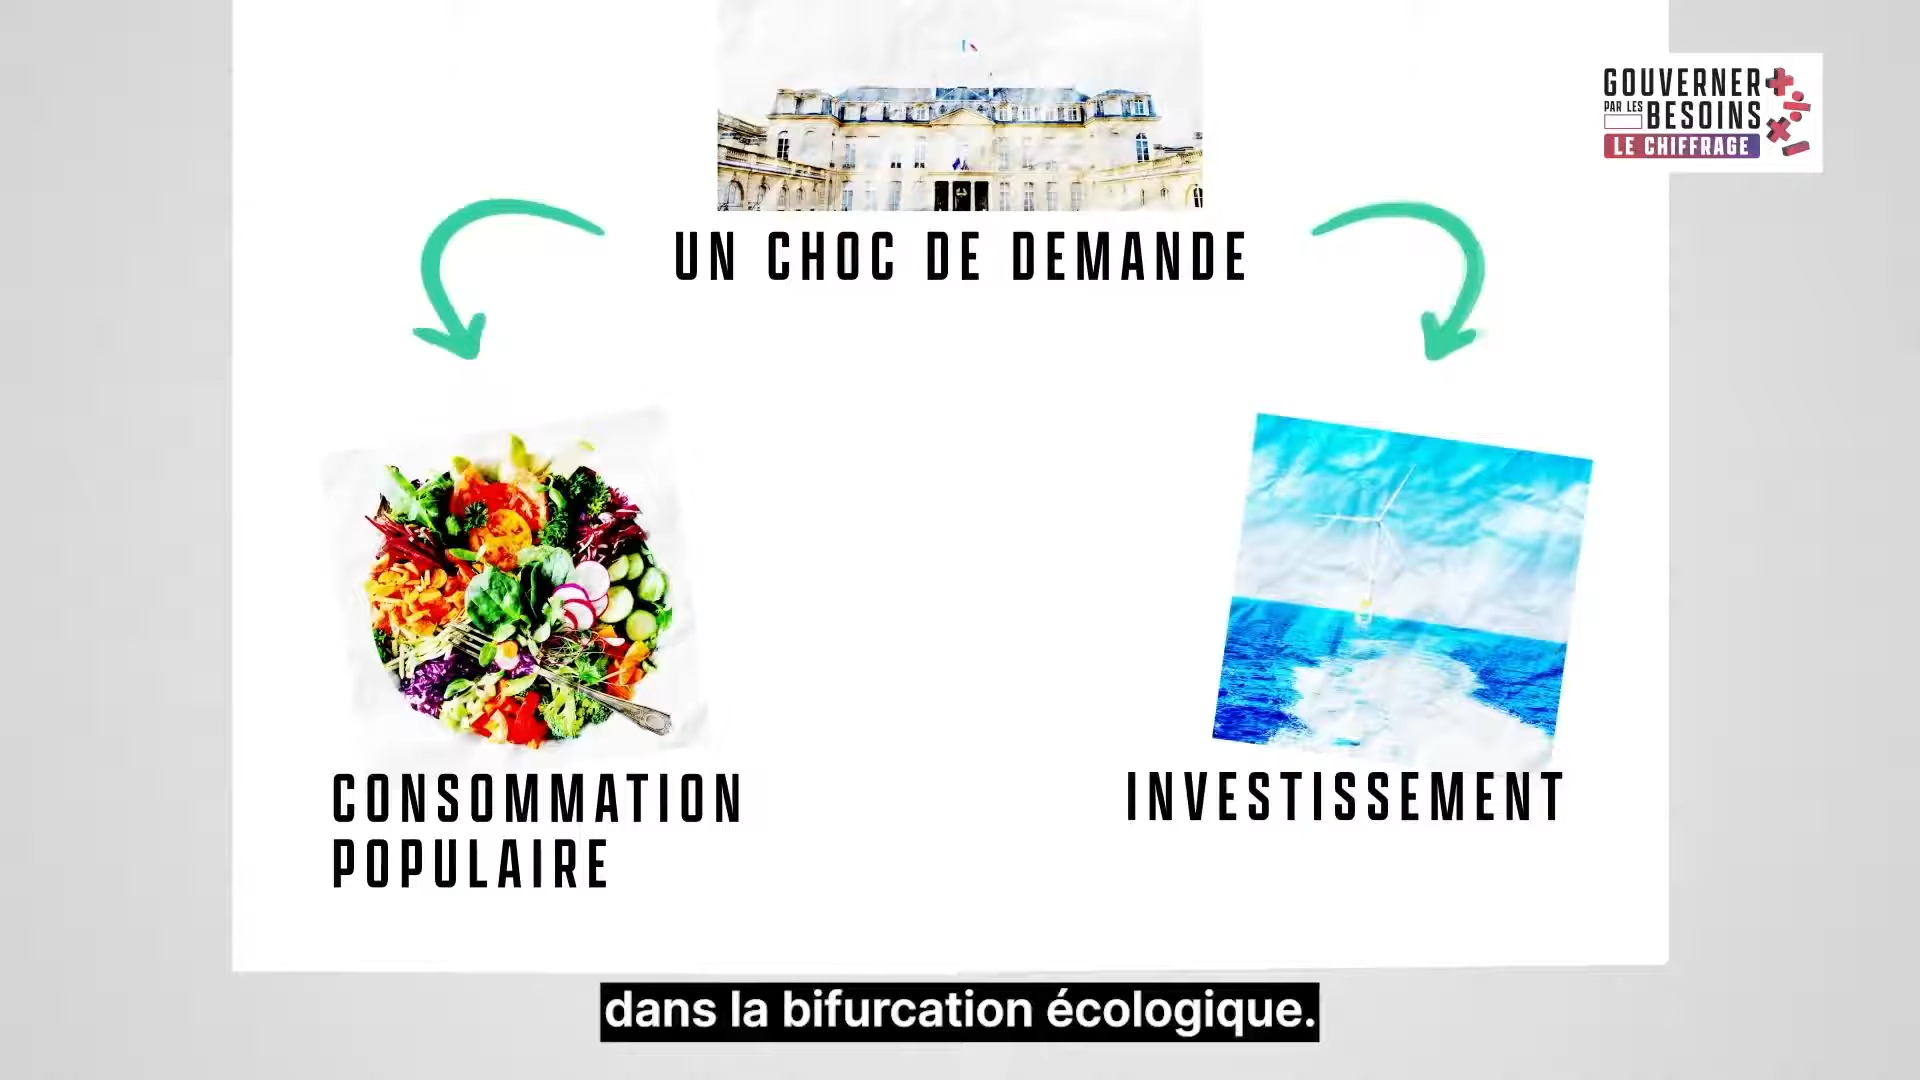 GOUVERNER
PAR LES BESOINS
LE CHIFFRAGE
UN CHOC DE DEMANDE
CONSOMMATION
POPULAIRE
INVESTISSEMENT
dans la bifurcation écologique.